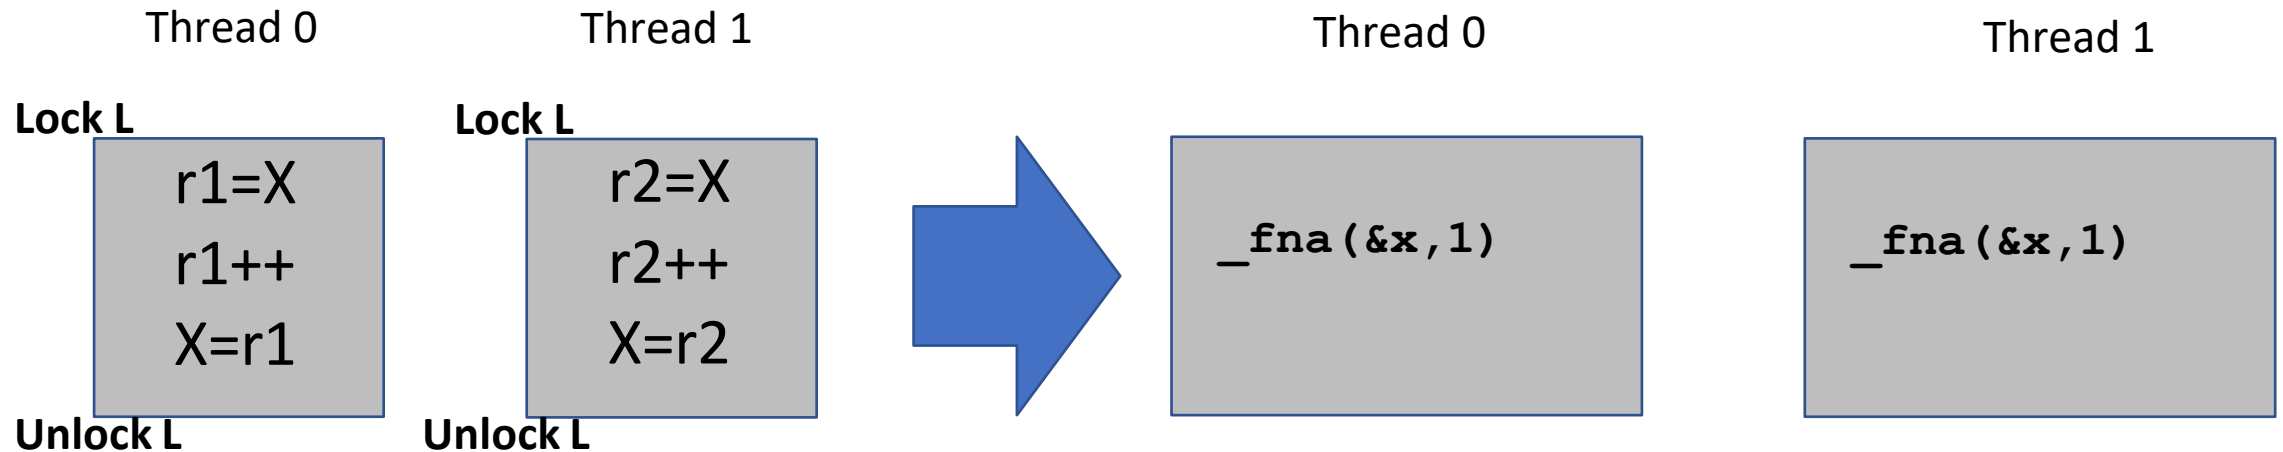 Thread 0
Lock L
r1=X
r1++
X=r1
Unlock L
Thread 1
Lock L
r2=X
r2++
X=r2
Unlock L
Thread 0
_fna(&x,1)
Thread 1
_fna(&x,1)